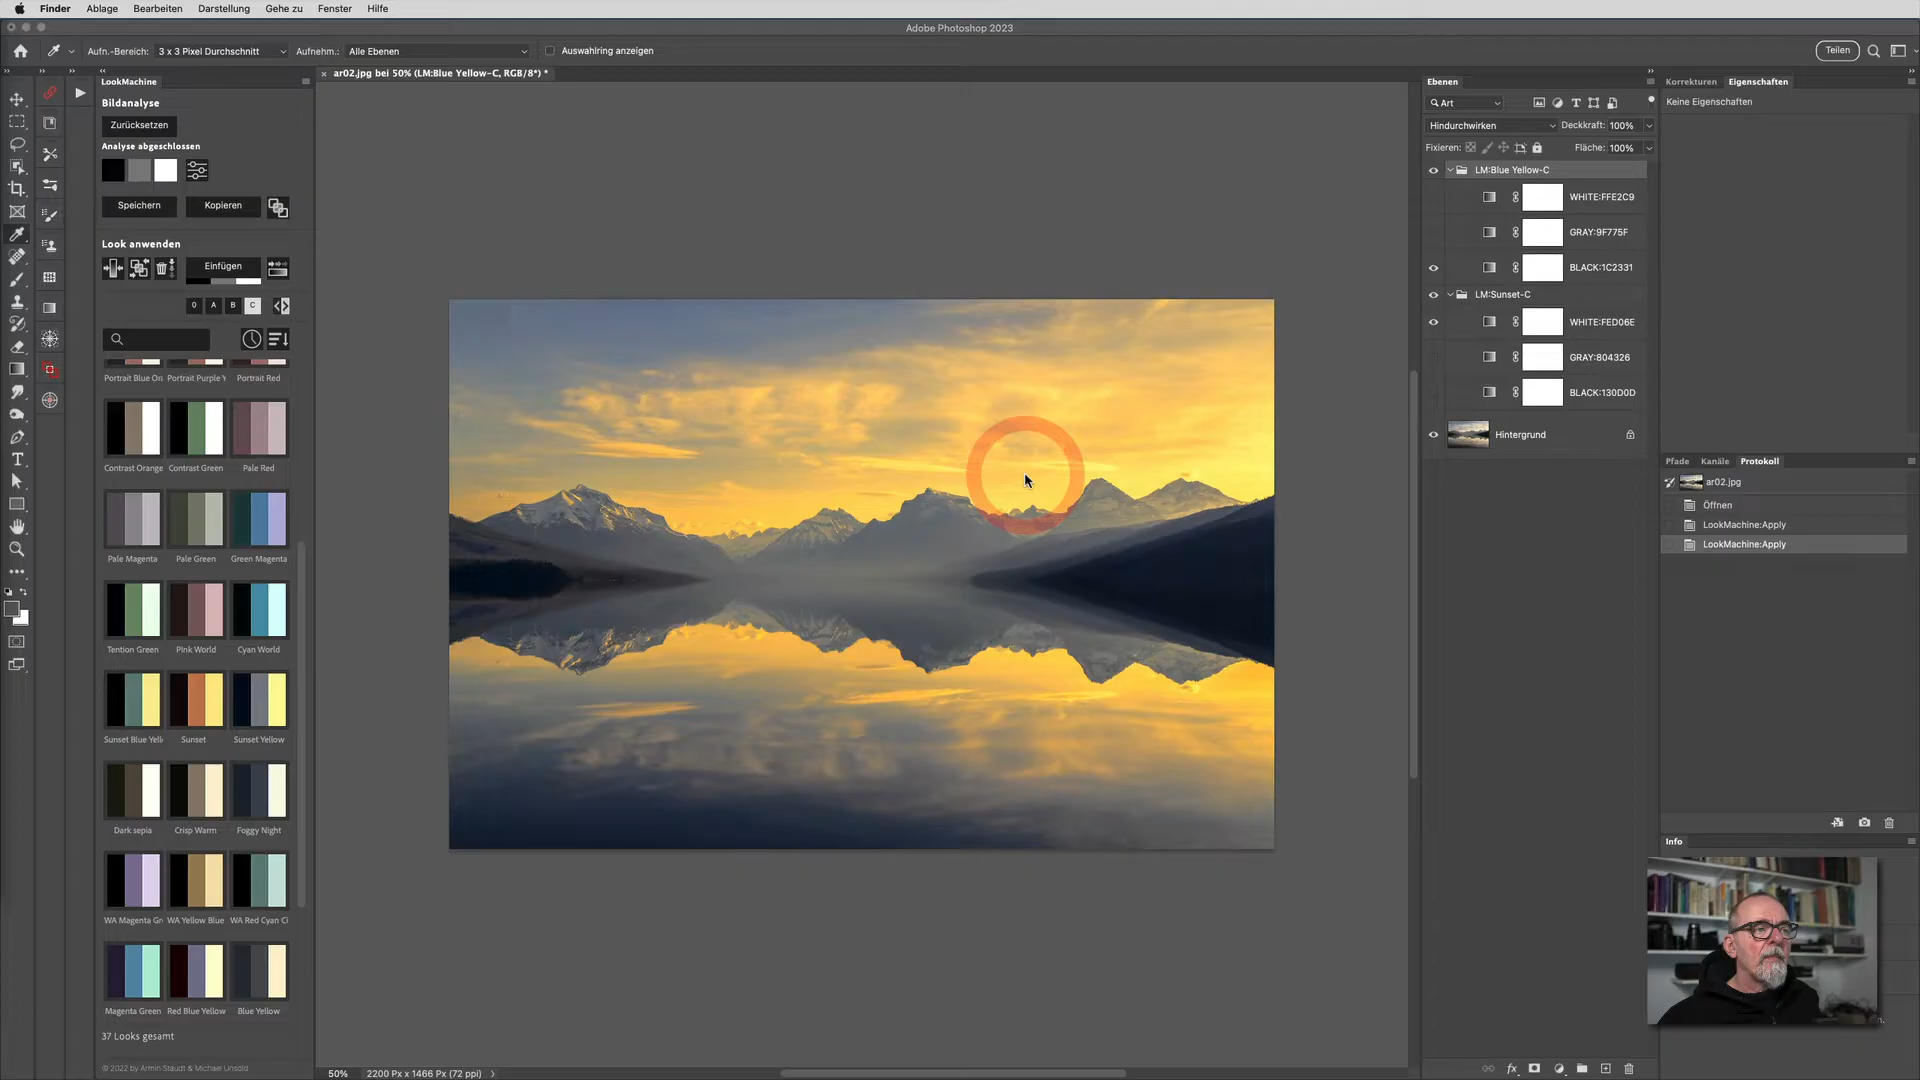 Finder
Ablage
Bearbeiten
Darstellung
Gehe zu
Fenster
Hilfe
Adobe Photoshop 2023
Aufn.-Bereich:
3 x 3 Pixel Durchschnitt
Aufnehm.:
Alle Ebenen
Auswahlring anzeigen
Teilen
LookMachine
Bildanalyse
Zurücksetzen
Analyse abgeschlossen
Speichern
Kopieren
Look anwenden
Einfügen
0
A
B
C
Portrait Blue Ora
Portrait Purple Y
Portrait Red
Contrast Orange
Contrast Green
Pale Red
Pale Magenta
Pale Green
Green Magenta
Tention Green
Pink World
Cyan World
Sunset Blue Yell
Sunset
Sunset Yellow
Dark sepia
Crisp Warm
Foggy Night
WA Magenta Gr
WA Yellow Blue
WA Red Cyan Ci
Magenta Green
Red Blue Yellow
Blue Yellow
37 Looks gesamt
© 2022 by Armin Staudt & Michael Unsöld
ar02.jpg bei 50% (LM:Blue Yellow-C, RGB/8*) *
50%
2200 Px x 1466 Px (72 ppi)
Ebenen
Art
Hindurchwirken
Deckkraft: 100%
Fixieren:
Fläche: 100%
LM:Blue Yellow-C
WHITE:FFE2C9
GRAY:9F775F
BLACK:1C2331
LM:Sunset-C
WHITE:FED06E
GRAY:804326
BLACK:130D0D
Hintergrund
fx
Korrekturen
Eigenschaften
Keine Eigenschaften
Pfade
Kanäle
Protokoll
ar02.jpg
Öffnen
LookMachine:Apply
LookMachine:Apply
Info